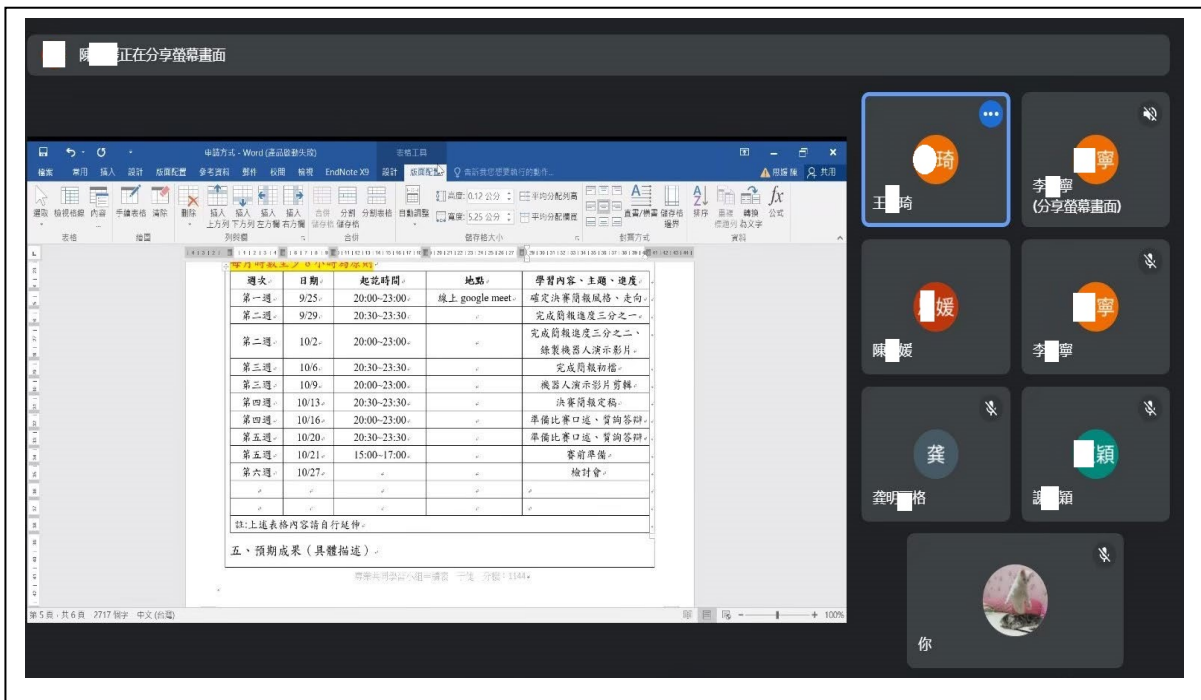 陳 正在分享螢幕畫面
申請方式 - Word (產品啟動失敗)
表格工具
檔案 常用 插入 設計 版面配置 參考資料 郵件 校閱 檢視 EndNote X9 設計 版面配置 告訴我您想要執行的動作... 共用
選取 檢視格線 內容 手繪表格 清除 刪除 插入上方列 插入下方列 插入左方欄 插入右方欄 合併儲存格 分割儲存格 分割表格 自動調整 高度: 0.12 公分 平均分配列高 直書/橫書 儲存格邊界 排序 重複標題列 轉換為文字 公式
寬度: 5.25 公分 平均分配欄寬
表格 繪圖 列與欄 合併 儲存格大小 對齊方式 資料
每月時數至少 6 小時為原則
週次 日期 起訖時間 地點 學習內容、主題、進度
第一週 9/25 20:00~23:00 線上 google meet 確定決賽簡報風格、走向
第二週 9/29 20:30~23:30 完成簡報進度三分之一
第二週 10/2 20:00~23:00 完成簡報進度三分之二、
錄製機器人演示影片
第三週 10/6 20:30~23:30 完成簡報初檔
第三週 10/9 20:00~23:00 機器人演示影片剪輯
第四週 10/13 20:30~23:30 決賽簡報定稿
第四週 10/16 20:00~23:00 準備比賽口述、質詢答辯
第五週 10/20 20:30~23:30 準備比賽口述、質詢答辯
第五週 10/21 15:00~17:00 賽前準備
第六週 10/27 檢討會
註:上述表格內容請自行延伸
五、預期成果（具體描述）
第 5 頁，共 6 頁 2717 個字 中文 (台灣)
100%
琦
王 琦
寧
李 寧
(分享螢幕畫面)
媛
陳 媛
寧
李 寧
龔
龔明 格
穎
謝 穎
你